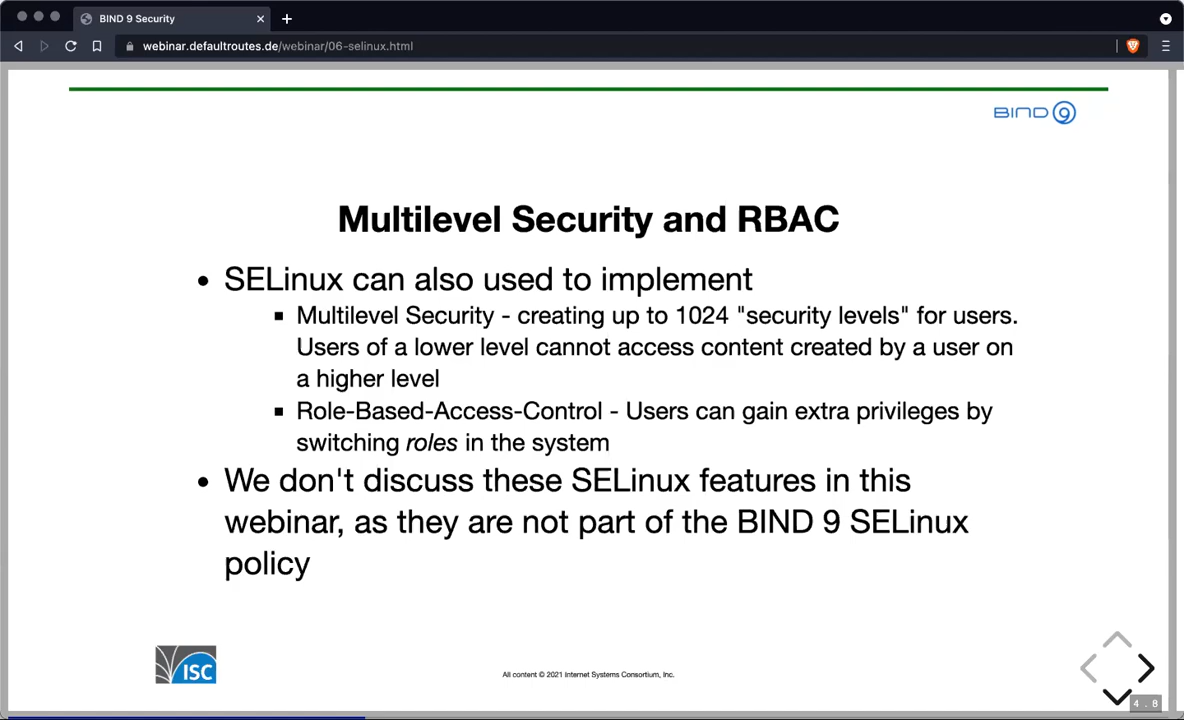 BIND 9 Security
webinar.defaultroutes.de/webinar/06-selinux.html
BIND 9
Multilevel Security and RBAC
• SELinux can also used to implement
▪ Multilevel Security - creating up to 1024 "security levels" for users.
Users of a lower level cannot access content created by a user on
a higher level
▪ Role-Based-Access-Control - Users can gain extra privileges by
switching roles in the system
• We don't discuss these SELinux features in this
webinar, as they are not part of the BIND 9 SELinux
policy
ISC
All content © 2021 Internet Systems Consortium, Inc.
4 . 8